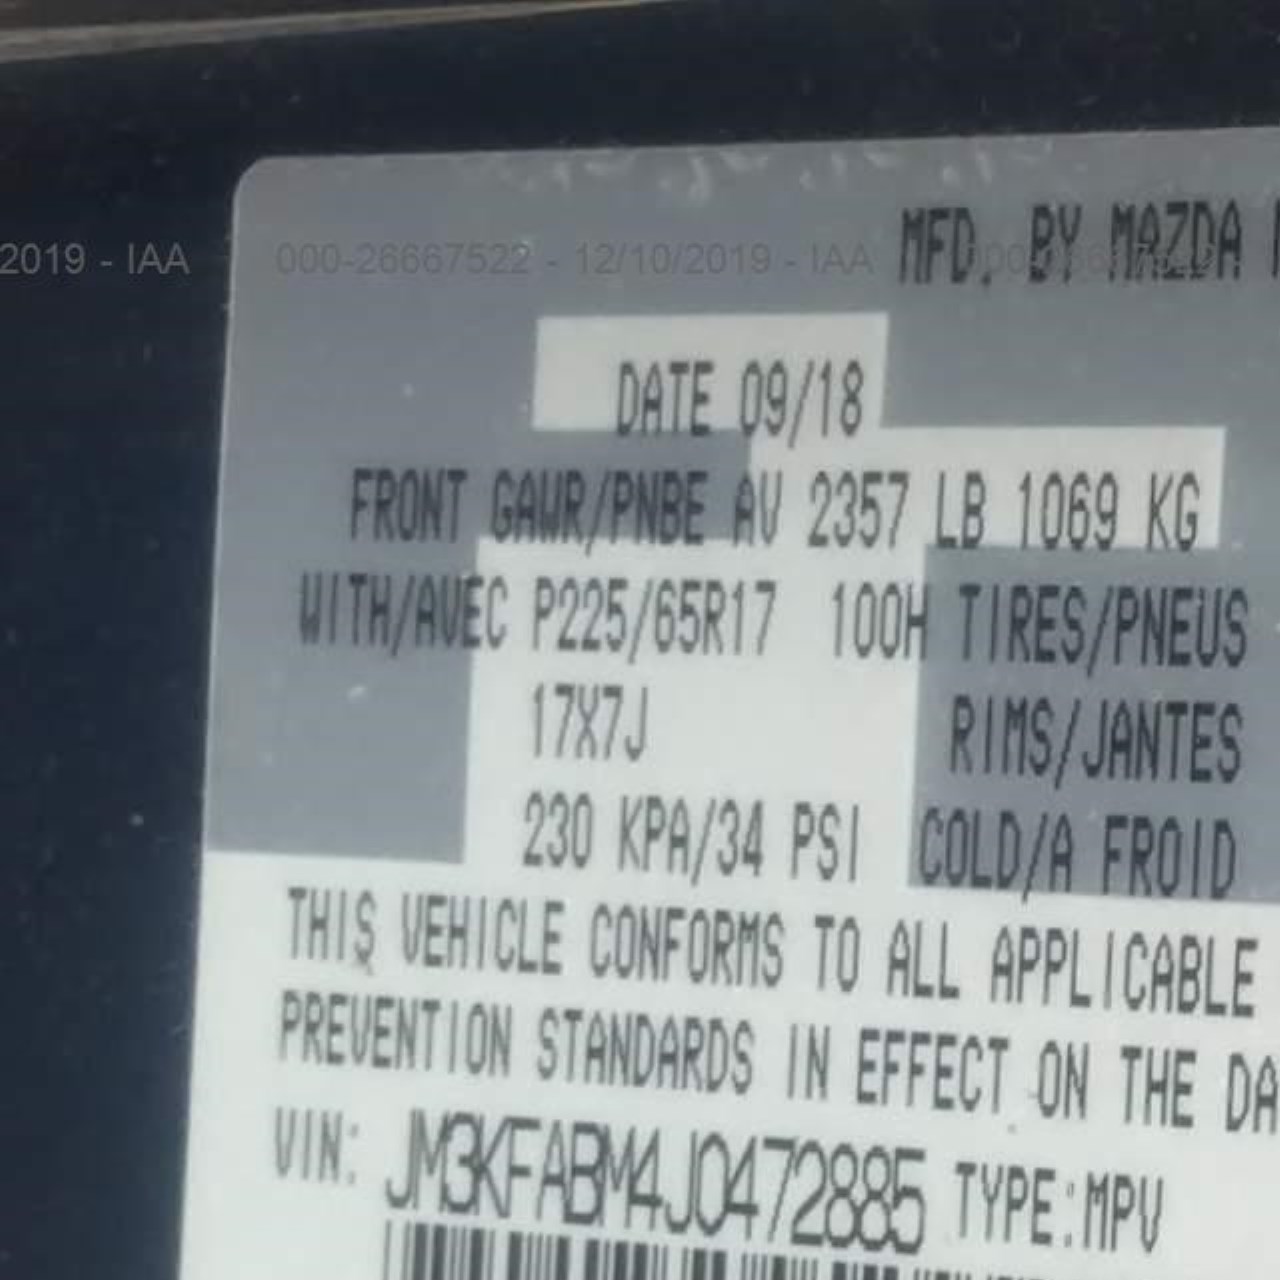 2019 - IAA 000-26667522 - 12/10/2019 - IAA
MFD. BY MAZDA
DATE 09/18
FRONT GAWR/PNBE AV 2357 LB 1069 KG
WITH/AVEC P225/65R17 100H TIRES/PNEUS
17X7J RIMS/JANTES
230 KPA/34 PSI COLD/A FROID
THIS VEHICLE CONFORMS TO ALL APPLICABLE
PREVENTION STANDARDS IN EFFECT ON THE DA
VIN: JM3KFABM4J0472885 TYPE:MPV